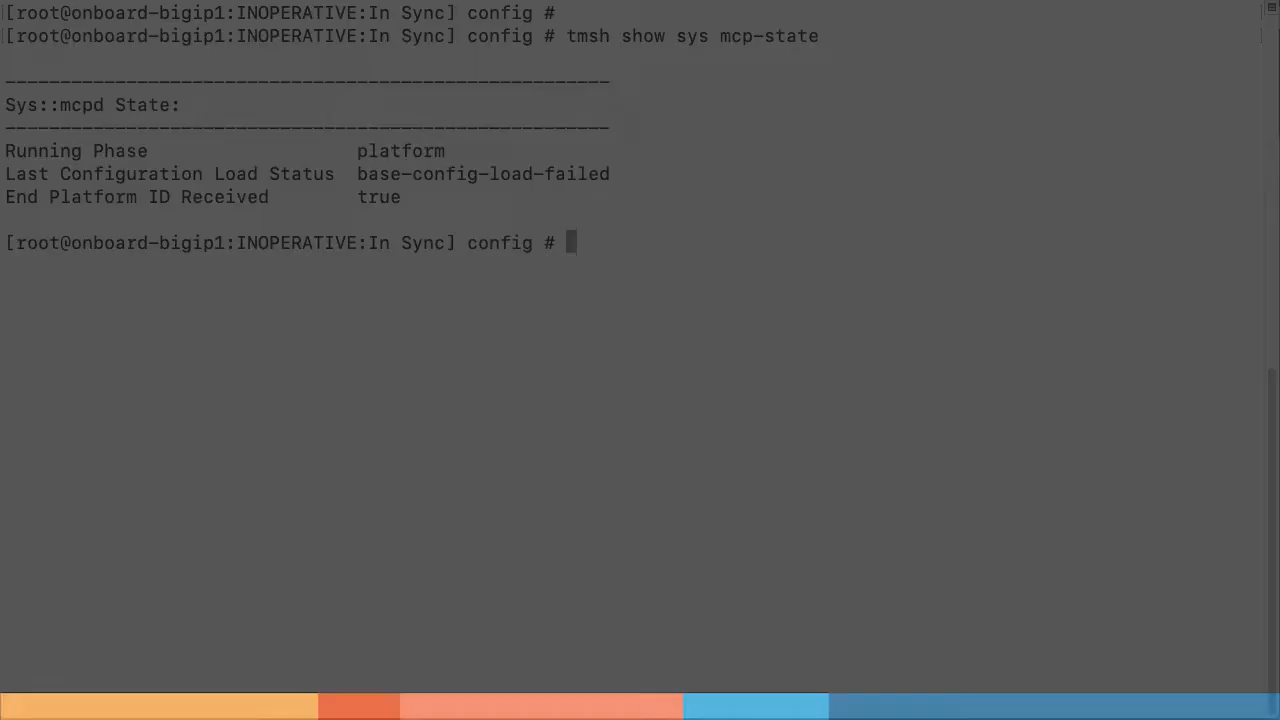 [root@onboard-bigip1:INOPERATIVE:In Sync] config #
[root@onboard-bigip1:INOPERATIVE:In Sync] config # tmsh show sys mcp-state
-------------------------------------------------------
Sys::mcpd State:
-------------------------------------------------------
Running Phase platform
Last Configuration Load Status base-config-load-failed
End Platform ID Received true
[root@onboard-bigip1:INOPERATIVE:In Sync] config #